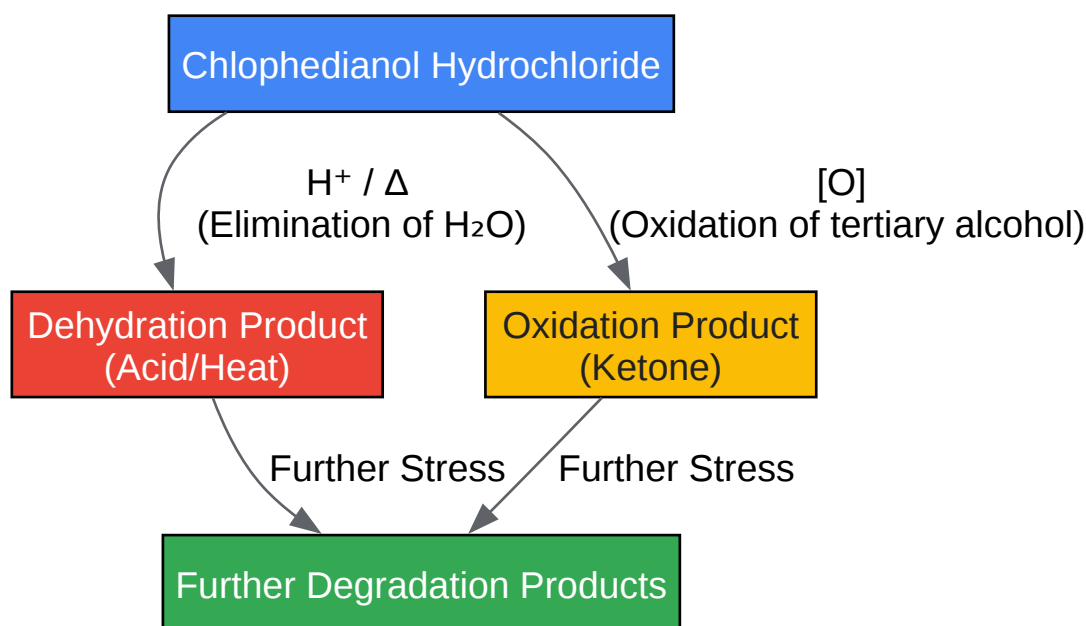 Chlophedianol Hydrochloride
H⁺ / Δ
(Elimination of H₂O)
[O]
(Oxidation of tertiary alcohol)
Dehydration Product
(Acid/Heat)
Oxidation Product
(Ketone)
Further Stress
Further Stress
Further Degradation Products